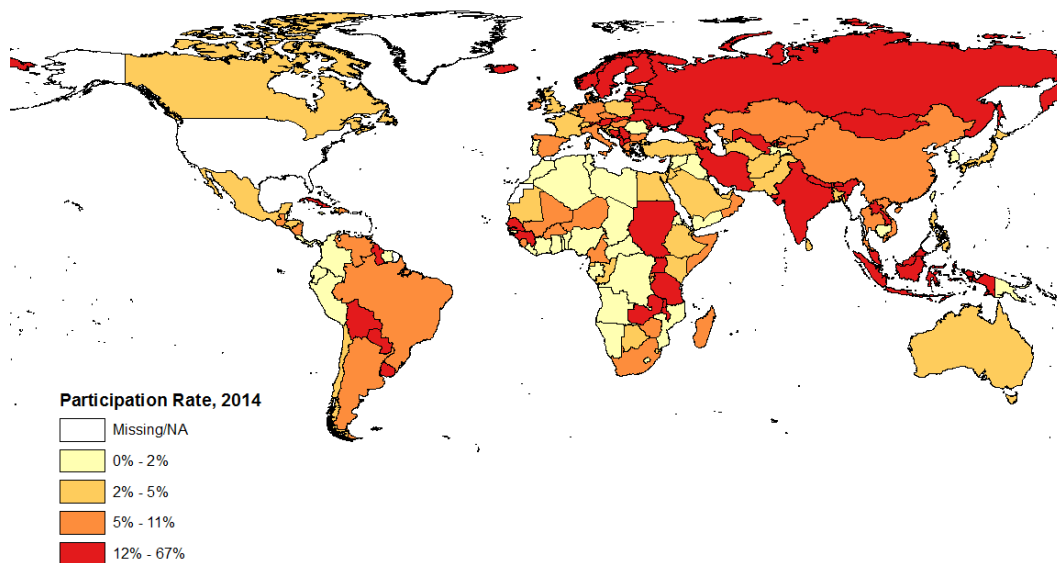 Participation Rate, 2014
Missing/NA
0% - 2%
2% - 5%
5% - 11%
12% - 67%